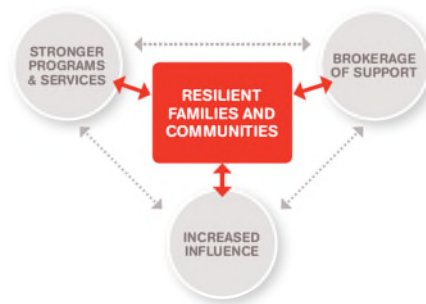 STRONGER
PROGRAMS
& SERVICES
RESILIENT
FAMILIES AND
COMMUNITIES
BROKERAGE
OF SUPPORT
INCREASED
INFLUENCE